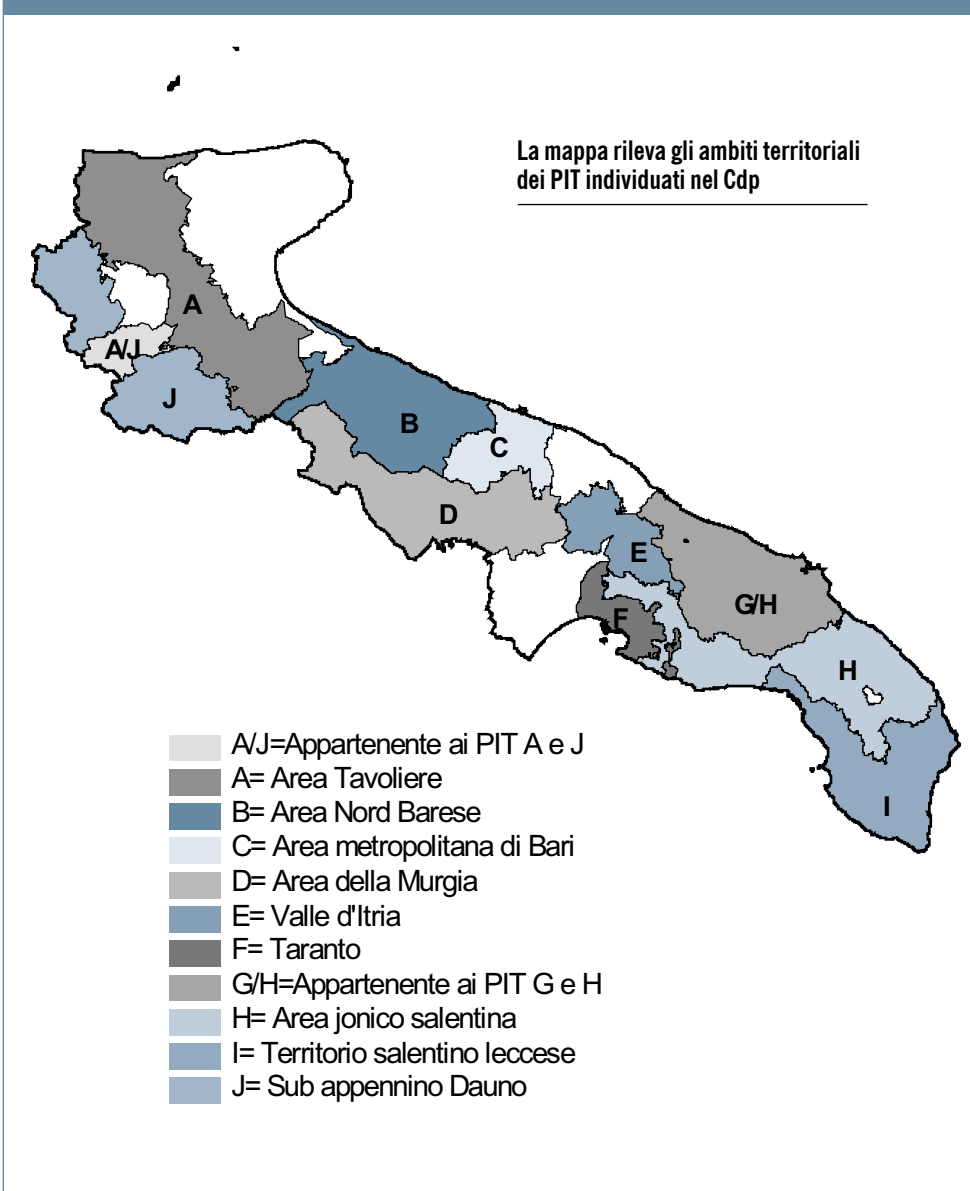 La mappa rileva gli ambiti territoriali
dei PIT individuati nel Cdp
A
A/J
J
B
C
D
E
G/H
F
H
I
A/J=Appartenente ai PIT A e J
A= Area Tavoliere
B= Area Nord Barese
C= Area metropolitana di Bari
D= Area della Murgia
E= Valle d'Itria
F= Taranto
G/H=Appartenente ai PIT G e H
H= Area jonico salentina
I= Territorio salentino leccese
J= Sub appennino Dauno